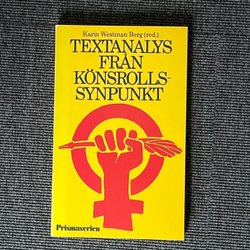 Karin Westman Berg (red.)
TEXTANALYS
FRÅN
KÖNSROLLS-
SYNPUNKT
Prismaserien